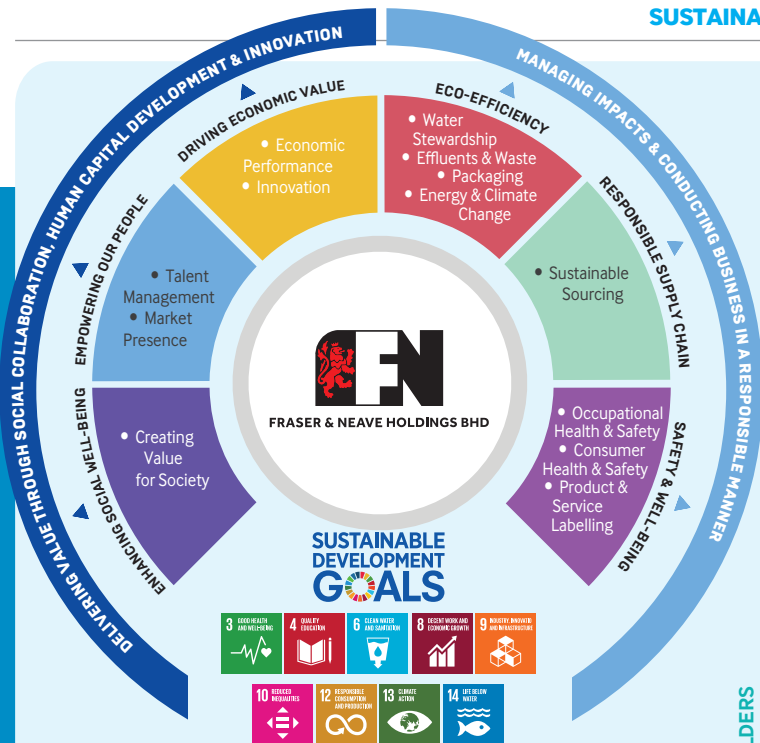 SUSTAINA
DELIVERING VALUE THROUGH SOCIAL COLLABORATION, HUMAN CAPITAL DEVELOPMENT & INNOVATION
MANAGING IMPACTS & CONDUCTING BUSINESS IN A RESPONSIBLE MANNER
DRIVING ECONOMIC VALUE
• Economic
Performance
• Innovation
ECO-EFFICIENCY
• Water
Stewardship
• Effluents & Waste
• Packaging
• Energy & Climate
Change
EMPOWERING OUR PEOPLE
• Talent
Management
• Market
Presence
RESPONSIBLE SUPPLY CHAIN
• Sustainable
Sourcing
ENHANCING SOCIAL WELL-BEING
• Creating
Value
for Society
SAFETY & WELL-BEING
• Occupational
Health & Safety
• Consumer
Health & Safety
• Product &
Service
Labelling
FN
FRASER & NEAVE HOLDINGS BHD
SUSTAINABLE
DEVELOPMENT
GOALS
3 GOOD HEALTH
AND WELL-BEING
4 QUALITY
EDUCATION
6 CLEAN WATER
AND SANITATION
8 DECENT WORK AND
ECONOMIC GROWTH
9 INDUSTRY, INNOVATIO
AND INFRASTRUCTURE
10 REDUCED
INEQUALITIES
12 RESPONSIBLE
CONSUMPTION
AND PRODUCTION
13 CLIMATE
ACTION
14 LIFE BELOW
WATER
LDERS